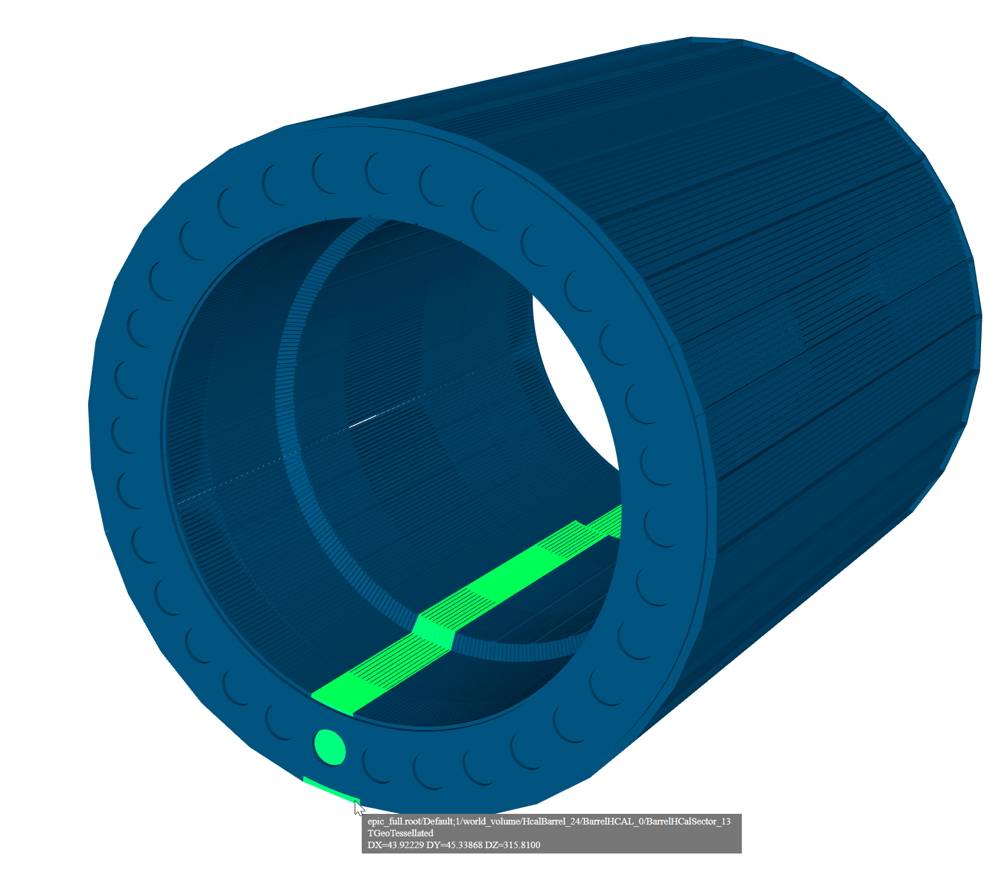 epic_full.root/Default;1/world_volume/HcalBarrel_24/BarrelHCAL_0/BarrelHCalSector_13
TGeoTessellated
DX=43.92229 DY=45.33868 DZ=315.8100